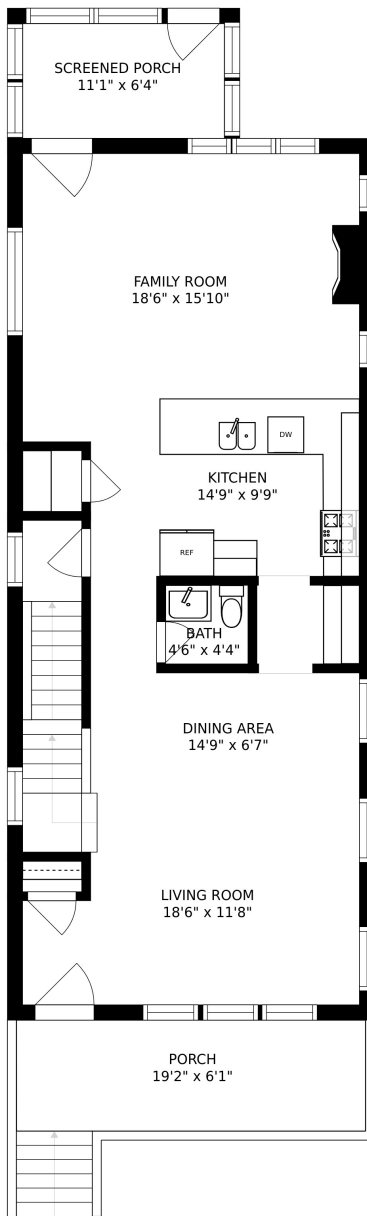 SCREENED PORCH
11'1" x 6'4"
FAMILY ROOM
18'6" x 15'10"
DW
KITCHEN
14'9" x 9'9"
REF
BATH
4'6" x 4'4"
DINING AREA
14'9" x 6'7"
LIVING ROOM
18'6" x 11'8"
PORCH
19'2" x 6'1"